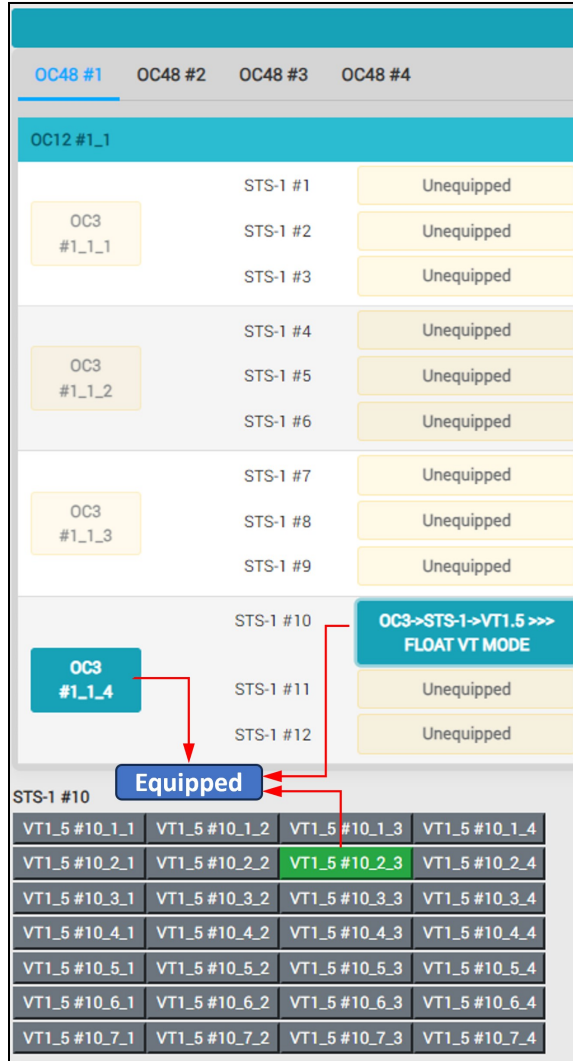 OC48 #1 OC48 #2 OC48 #3 OC48 #4
OC12 #1_1
OC3
#1_1_1
STS-1 #1 Unequipped
STS-1 #2 Unequipped
STS-1 #3 Unequipped
OC3
#1_1_2
STS-1 #4 Unequipped
STS-1 #5 Unequipped
STS-1 #6 Unequipped
OC3
#1_1_3
STS-1 #7 Unequipped
STS-1 #8 Unequipped
STS-1 #9 Unequipped
OC3
#1_1_4
STS-1 #10 OC3->STS-1->VT1.5 >>>
FLOAT VT MODE
STS-1 #11 Unequipped
STS-1 #12 Unequipped
Equipped
STS-1 #10
VT1_5 #10_1_1 VT1_5 #10_1_2 VT1_5 #10_1_3 VT1_5 #10_1_4
VT1_5 #10_2_1 VT1_5 #10_2_2 VT1_5 #10_2_3 VT1_5 #10_2_4
VT1_5 #10_3_1 VT1_5 #10_3_2 VT1_5 #10_3_3 VT1_5 #10_3_4
VT1_5 #10_4_1 VT1_5 #10_4_2 VT1_5 #10_4_3 VT1_5 #10_4_4
VT1_5 #10_5_1 VT1_5 #10_5_2 VT1_5 #10_5_3 VT1_5 #10_5_4
VT1_5 #10_6_1 VT1_5 #10_6_2 VT1_5 #10_6_3 VT1_5 #10_6_4
VT1_5 #10_7_1 VT1_5 #10_7_2 VT1_5 #10_7_3 VT1_5 #10_7_4